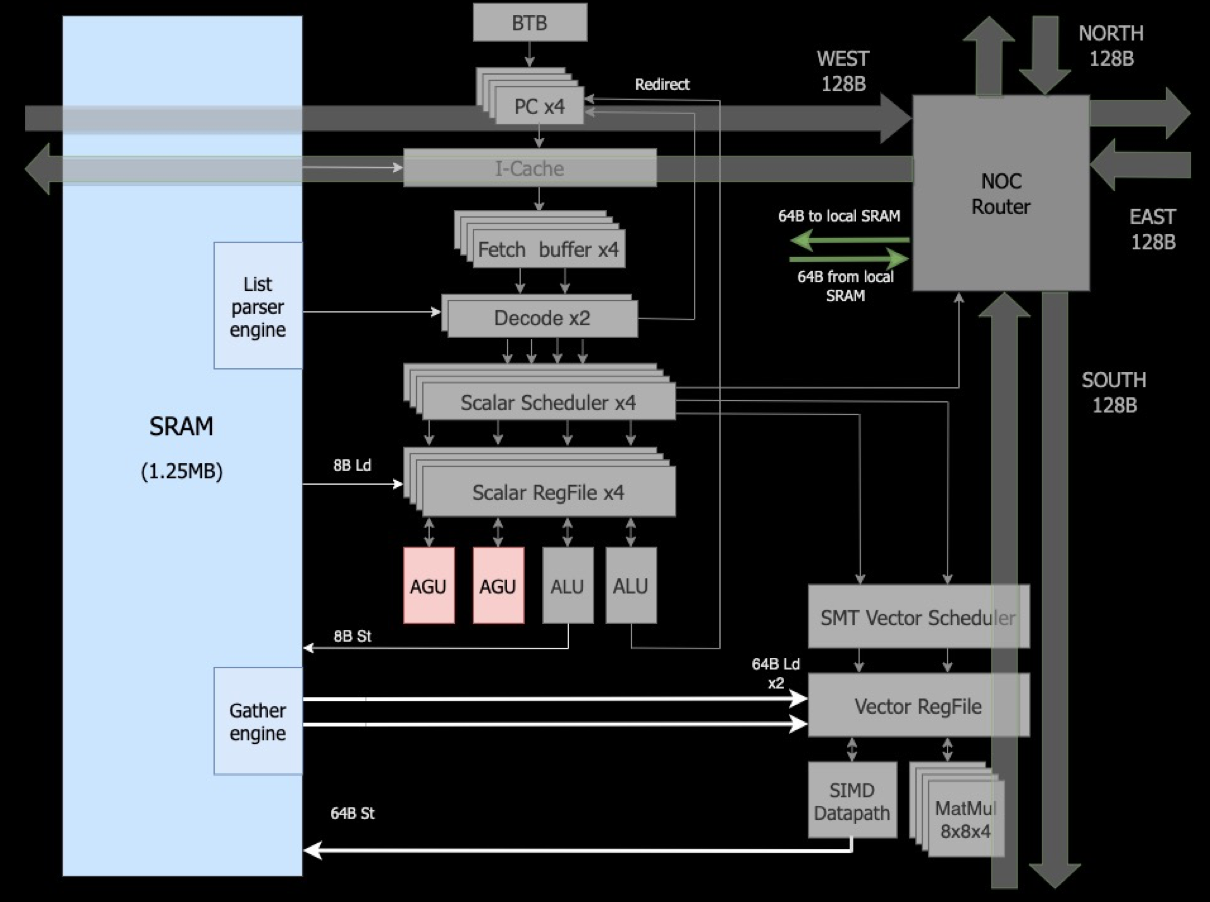 BTB
NORTH
128B
WEST
128B
Redirect
PC x4
I-Cache
NOC
Router
64B to local SRAM
EAST
128B
Fetch buffer x4
64B from local
SRAM
List
parser
engine
Decode x2
SOUTH
128B
Scalar Scheduler x4
SRAM
(1.25MB)
8B Ld
Scalar RegFile x4
AGU
AGU
ALU
ALU
SMT Vector Scheduler
8B St
64B Ld
x2
Gather
engine
Vector RegFile
SIMD
Datapath
MatMul
8x8x4
64B St